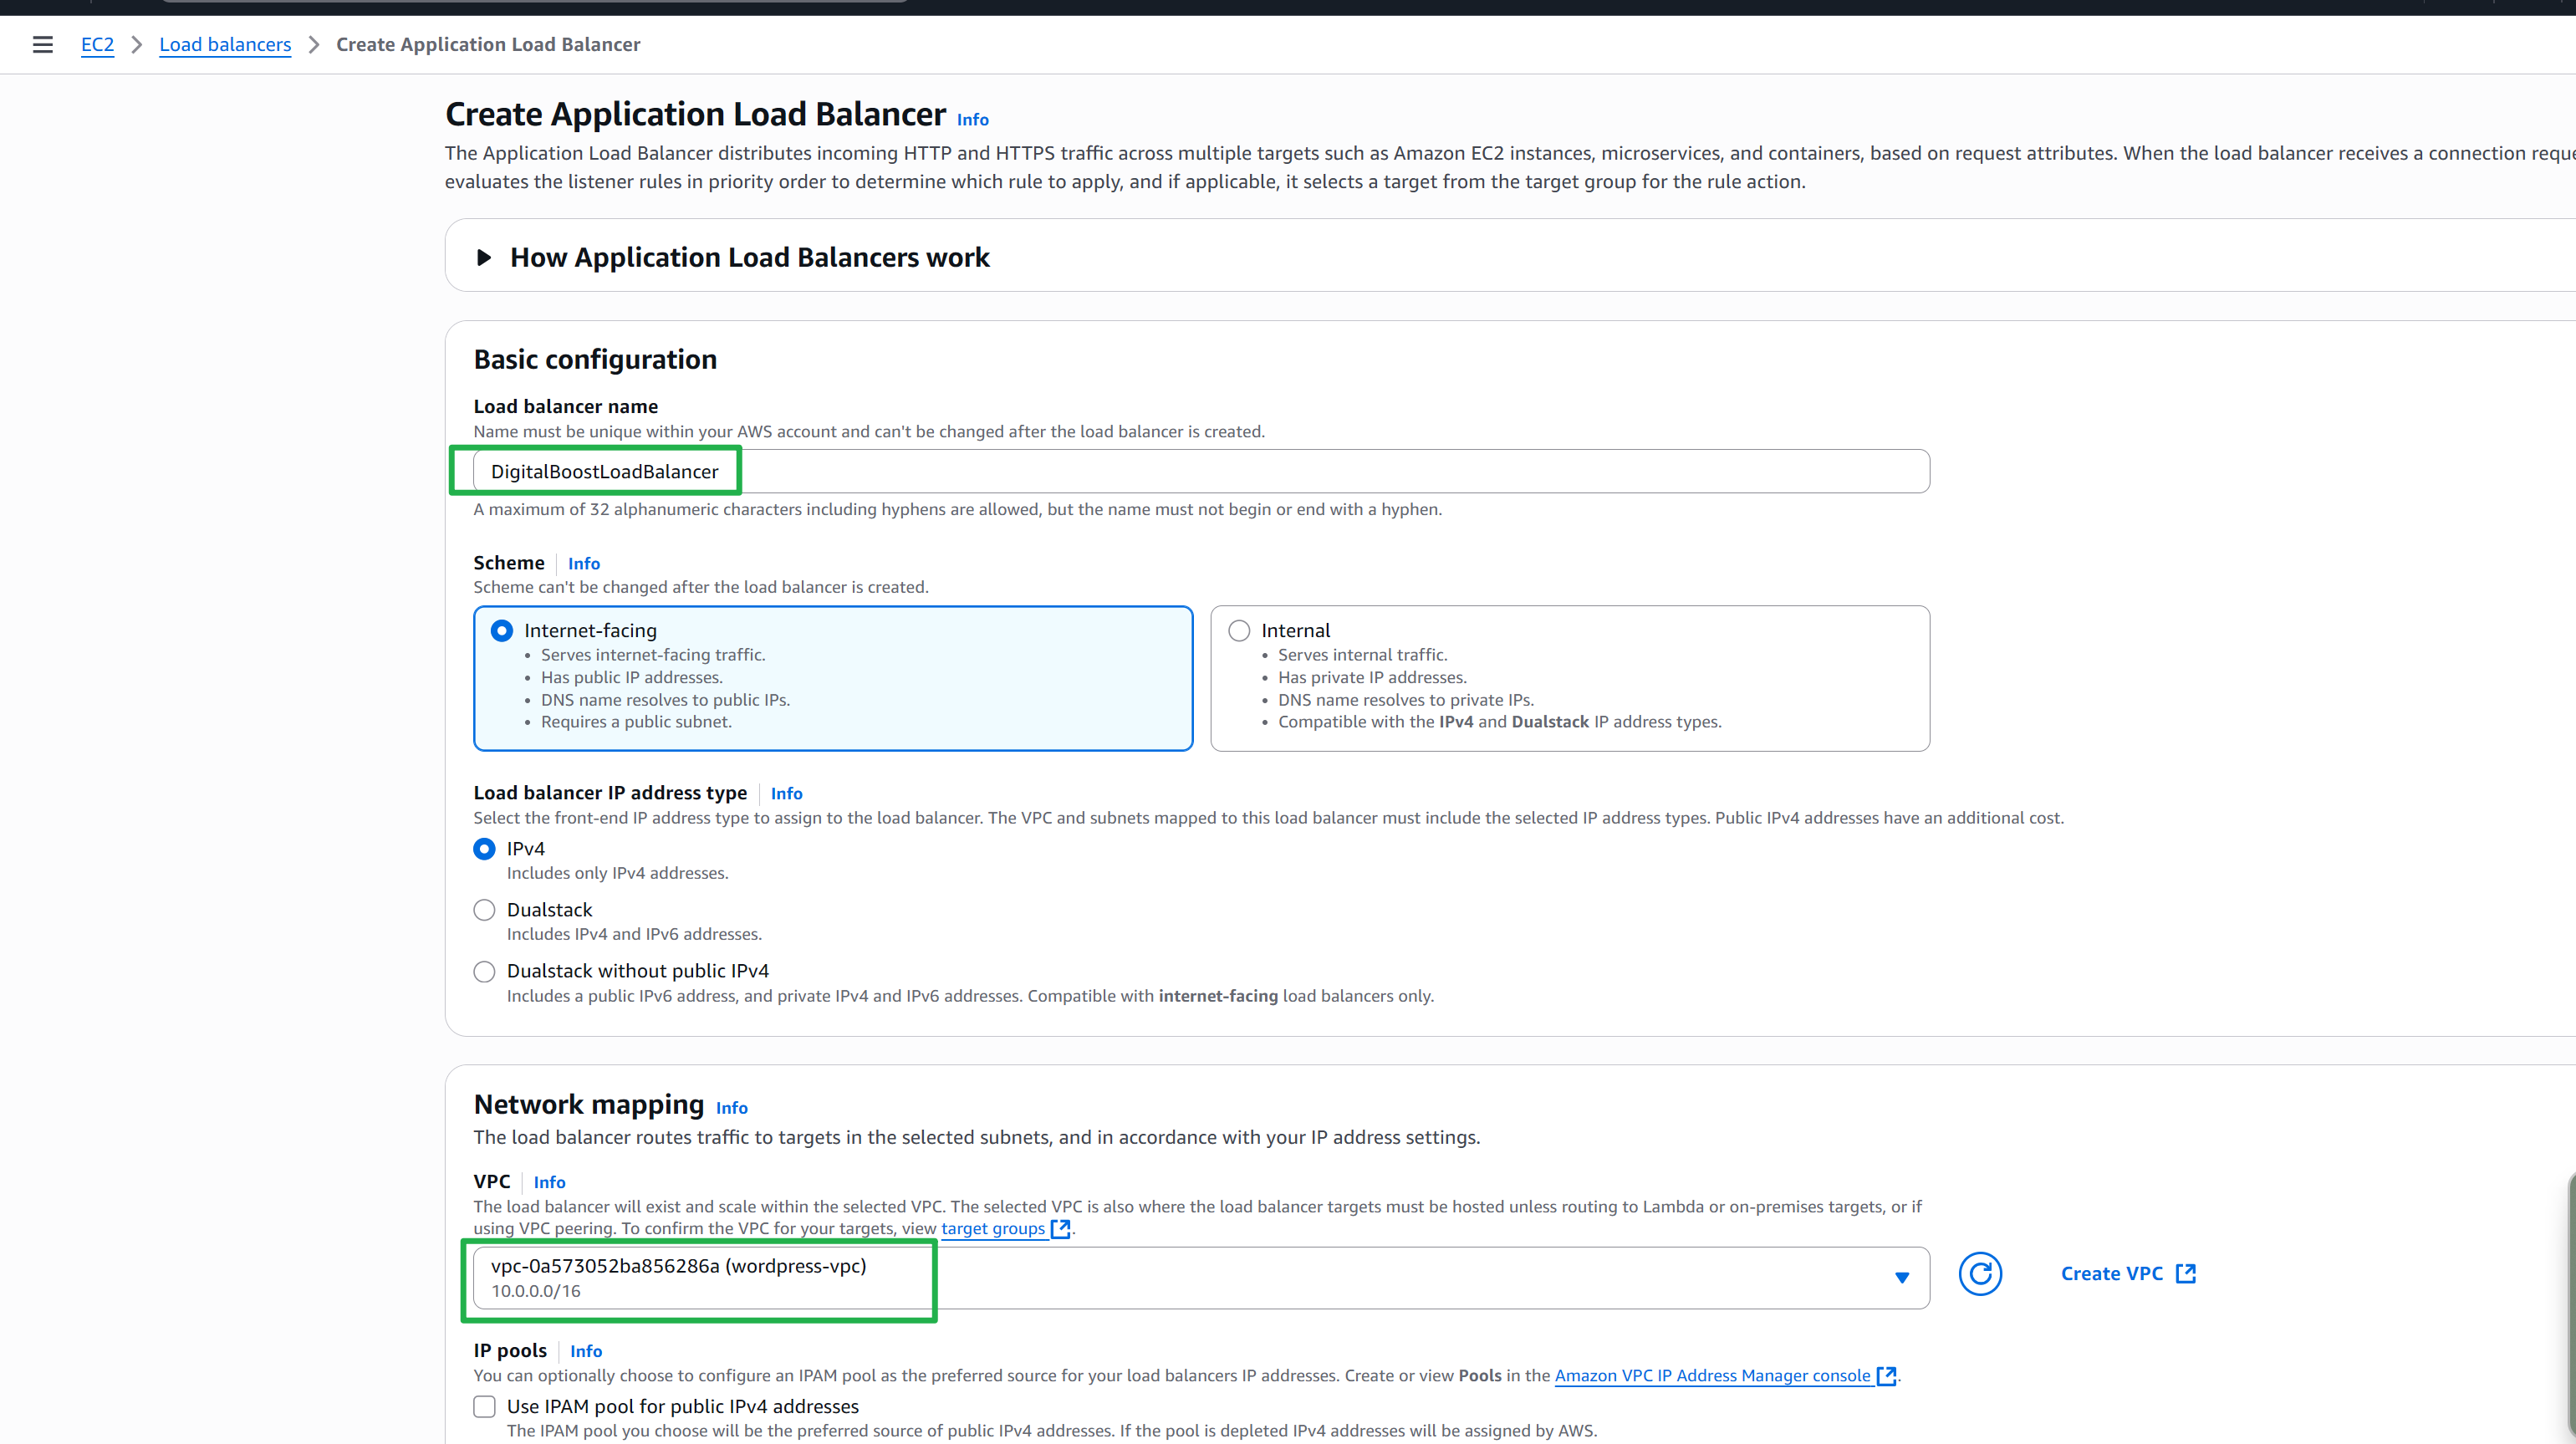 EC2 > Load balancers > Create Application Load Balancer
Create Application Load Balancer Info
The Application Load Balancer distributes incoming HTTP and HTTPS traffic across multiple targets such as Amazon EC2 instances, microservices, and containers, based on request attributes. When the load balancer receives a connection reque
evaluates the listener rules in priority order to determine which rule to apply, and if applicable, it selects a target from the target group for the rule action.
How Application Load Balancers work
Basic configuration
Load balancer name
Name must be unique within your AWS account and can't be changed after the load balancer is created.
DigitalBoostLoadBalancer
A maximum of 32 alphanumeric characters including hyphens are allowed, but the name must not begin or end with a hyphen.
Scheme Info
Scheme can't be changed after the load balancer is created.
Internet-facing
• Serves internet-facing traffic.
• Has public IP addresses.
• DNS name resolves to public IPs.
• Requires a public subnet.
Internal
• Serves internal traffic.
• Has private IP addresses.
• DNS name resolves to private IPs.
• Compatible with the IPv4 and Dualstack IP address types.
Load balancer IP address type Info
Select the front-end IP address type to assign to the load balancer. The VPC and subnets mapped to this load balancer must include the selected IP address types. Public IPv4 addresses have an additional cost.
IPv4
Includes only IPv4 addresses.
Dualstack
Includes IPv4 and IPv6 addresses.
Dualstack without public IPv4
Includes a public IPv6 address, and private IPv4 and IPv6 addresses. Compatible with internet-facing load balancers only.
Network mapping Info
The load balancer routes traffic to targets in the selected subnets, and in accordance with your IP address settings.
VPC Info
The load balancer will exist and scale within the selected VPC. The selected VPC is also where the load balancer targets must be hosted unless routing to Lambda or on-premises targets, or if
using VPC peering. To confirm the VPC for your targets, view target groups.
vpc-0a573052ba856286a (wordpress-vpc)
10.0.0.0/16
Create VPC
IP pools Info
You can optionally choose to configure an IPAM pool as the preferred source for your load balancers IP addresses. Create or view Pools in the Amazon VPC IP Address Manager console.
Use IPAM pool for public IPv4 addresses
The IPAM pool you choose will be the preferred source of public IPv4 addresses. If the pool is depleted IPv4 addresses will be assigned by AWS.